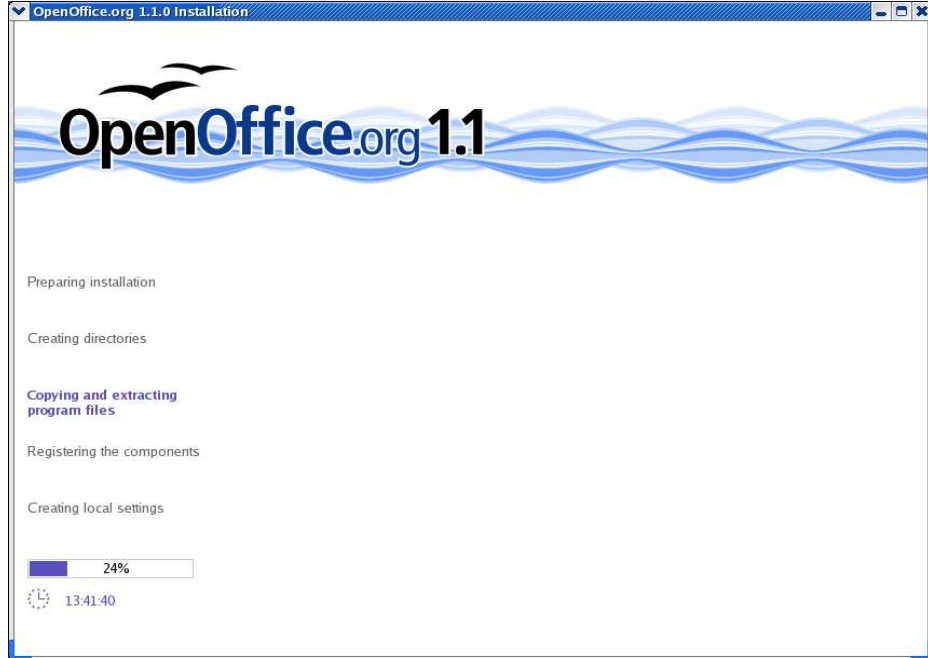 OpenOffice.org 1.1.0 Installation
OpenOffice.org 1.1
Preparing installation
Creating directories
Copying and extracting
program files
Registering the components
Creating local settings
24%
13:41:40